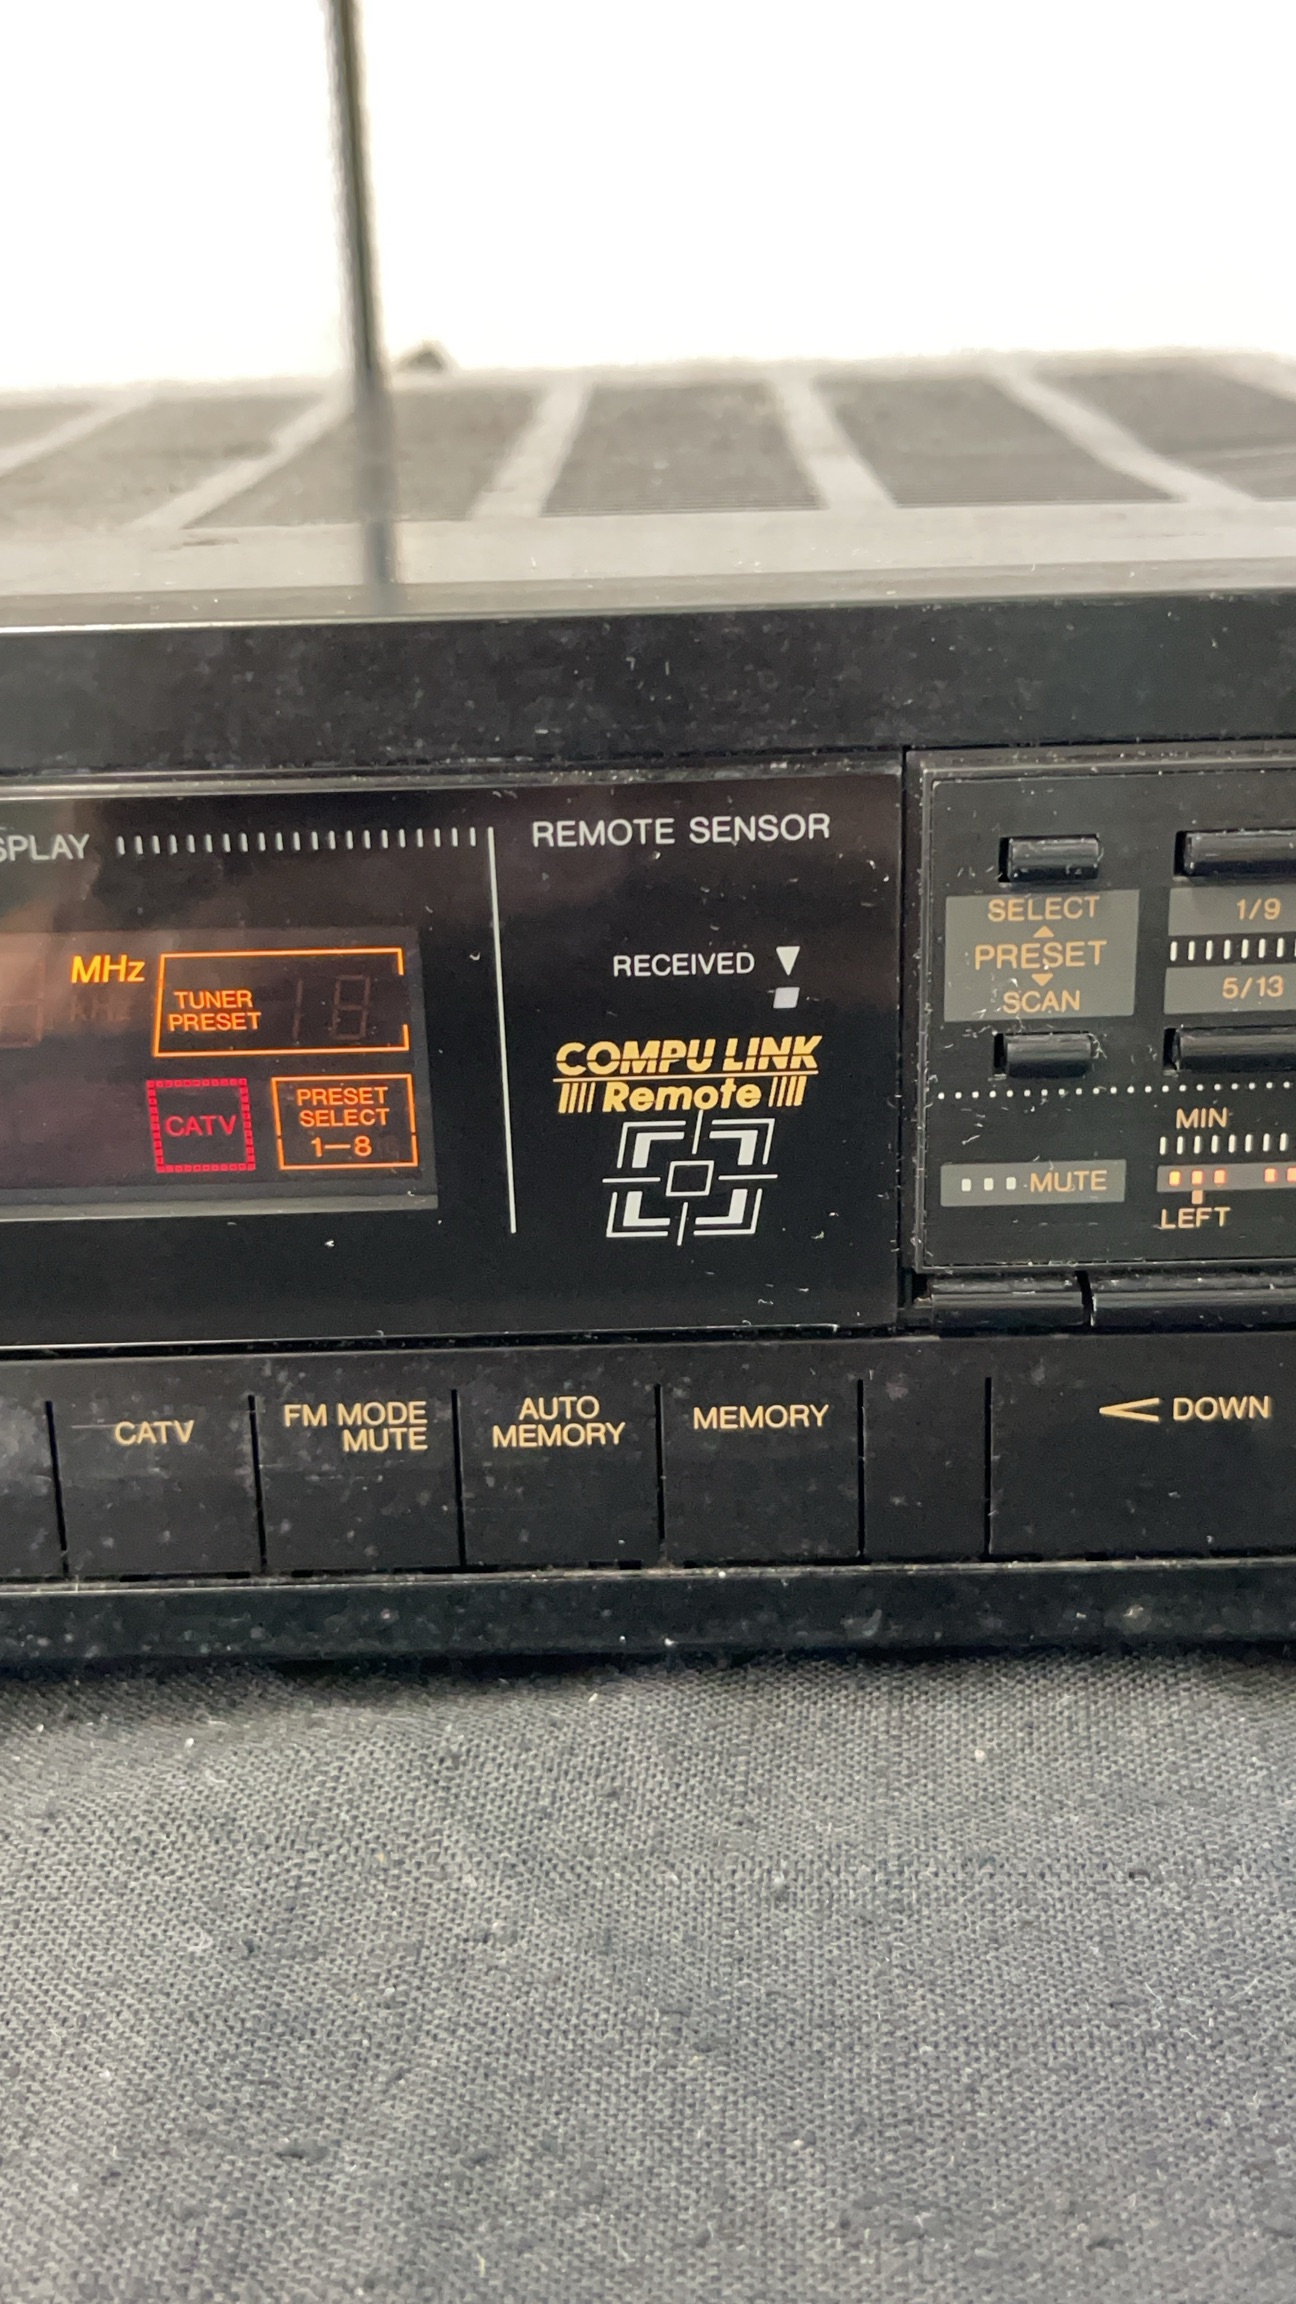 SPLAY
REMOTE SENSOR
MHz
TUNER
PRESET
CATV
PRESET
SELECT
1-8
RECEIVED
COMPU LINK
Remote
SELECT
PRESET
SCAN
1/9
5/13
MUTE
MIN
LEFT
CATV
FM MODE
MUTE
AUTO
MEMORY
MEMORY
DOWN